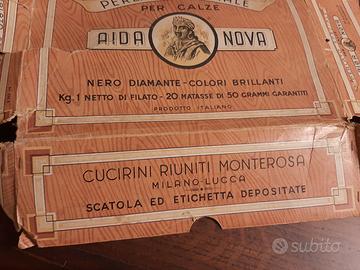 PER CALZE
AIDA NOVA
NERO DIAMANTE - COLORI BRILLANTI
Kg. 1 NETTO DI FILATO - 20 MATASSE DI 50 GRAMMI GARANTITI
PRODOTTO ITALIANO
CUCIRINI RIUNITI MONTEROSA
MILANO - LUCCA
SCATOLA ED ETICHETTA DEPOSITATE
subito